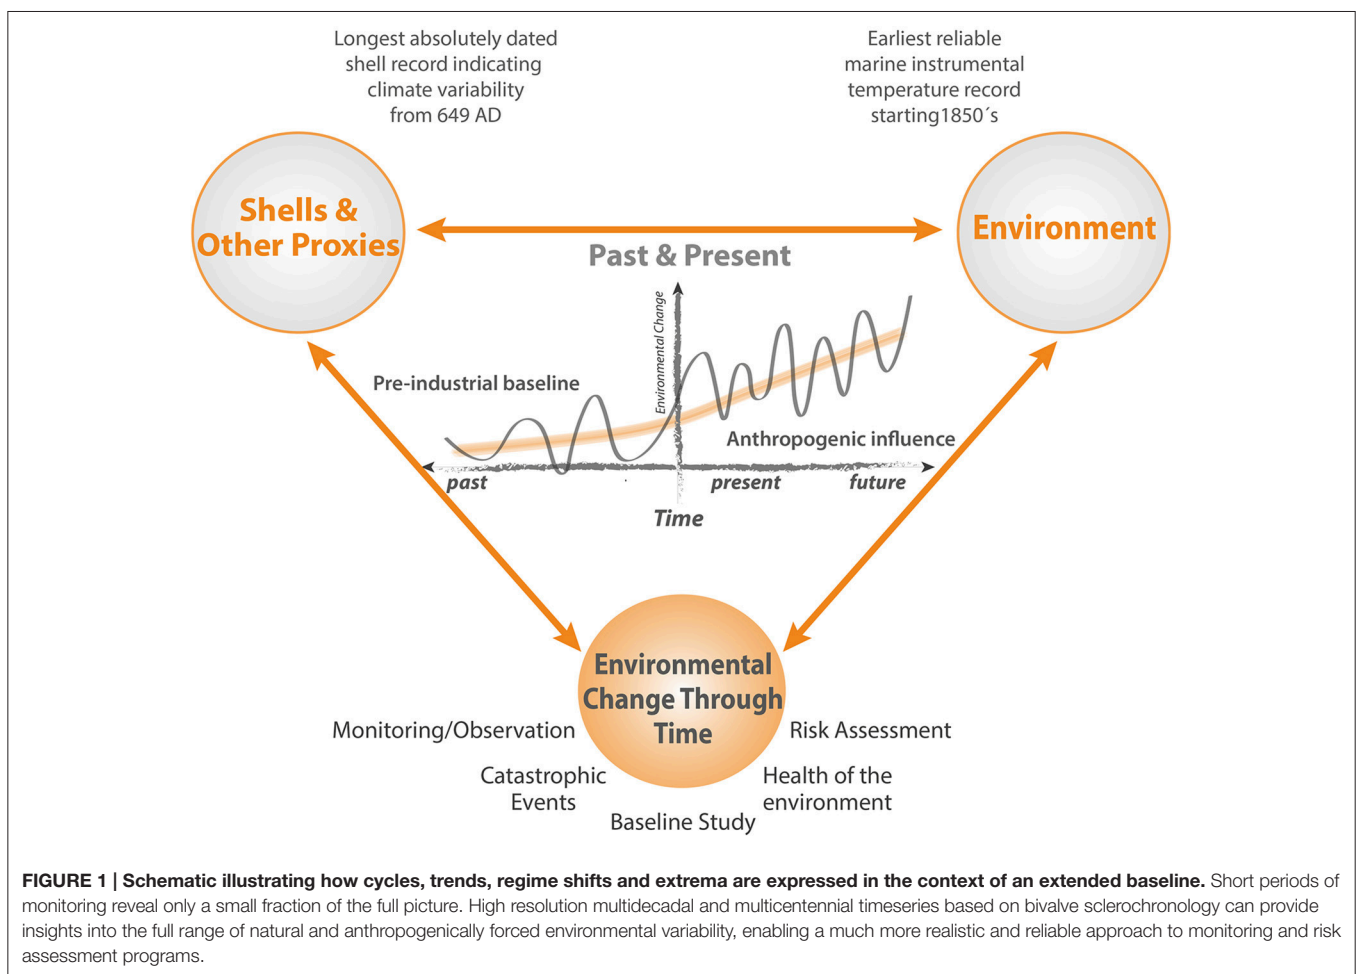 Longest absolutely dated
shell record indicating
climate variability
from 649 AD
Earliest reliable
marine instrumental
temperature record
starting1850´s
Shells &
Other Proxies
Environment
Past & Present
Environmental Change
Pre-industrial baseline
Anthropogenic influence
past
present
future
Time
Environmental
Change Through
Time
Monitoring/Observation
Risk Assessment
Catastrophic
Events
Health of the
environment
Baseline Study
FIGURE 1 | Schematic illustrating how cycles, trends, regime shifts and extrema are expressed in the context of an extended baseline. Short periods of
monitoring reveal only a small fraction of the full picture. High resolution multidecadal and multicentennial timeseries based on bivalve sclerochronology can provide
insights into the full range of natural and anthropogenically forced environmental variability, enabling a much more realistic and reliable approach to monitoring and risk
assessment programs.